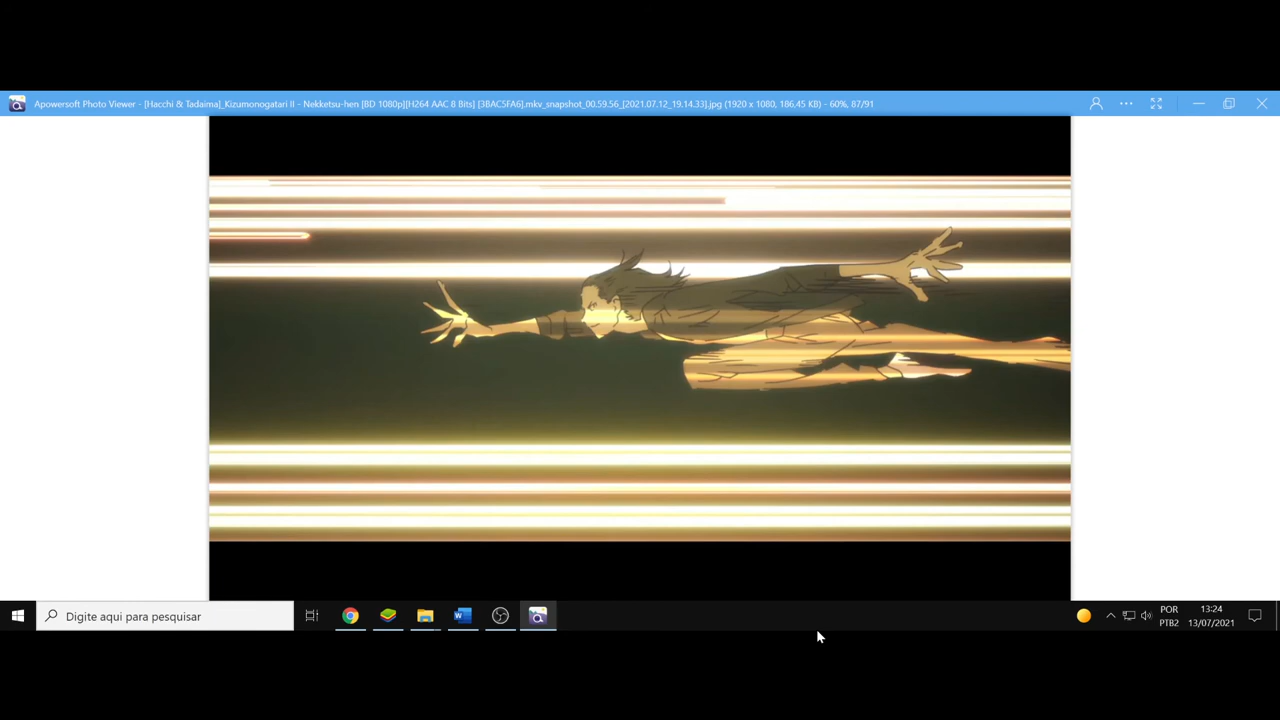 Apowersoft Photo Viewer - [Hacchi & Tadaima]_Kizumonogatari II - Nekketsu-hen [BD 1080p][H264 AAC 8 Bits] [3BAC5FA6].mkv_snapshot_00.59.56_[2021.07.12_19.14.33].jpg (1920 x 1080, 186.45 KB) - 60%, 87/91
Digite aqui para pesquisar
W
POR
PTB2
13:24
13/07/2021